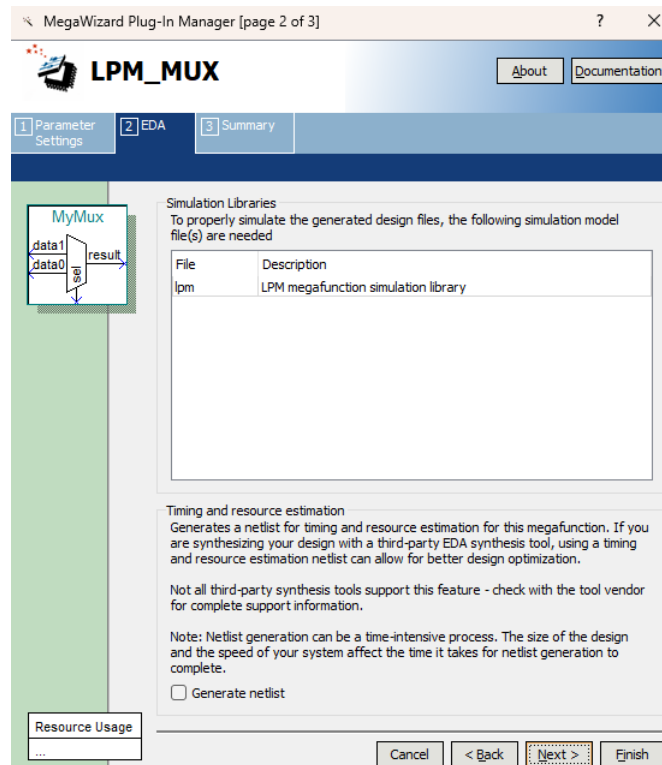 MegaWizard Plug-In Manager [page 2 of 3]
?
LPM_MUX
About
Documentation
1 Parameter Settings
2 EDA
3 Summary
MyMux
data1
data0
sel
result
Simulation Libraries
To properly simulate the generated design files, the following simulation model
file(s) are needed
File Description
lpm LPM megafunction simulation library
Timing and resource estimation
Generates a netlist for timing and resource estimation for this megafunction. If you
are synthesizing your design with a third-party EDA synthesis tool, using a timing
and resource estimation netlist can allow for better design optimization.
Not all third-party synthesis tools support this feature - check with the tool vendor
for complete support information.
Note: Netlist generation can be a time-intensive process. The size of the design
and the speed of your system affect the time it takes for netlist generation to
complete.
Generate netlist
Resource Usage
...
Cancel
< Back
Next >
Finish